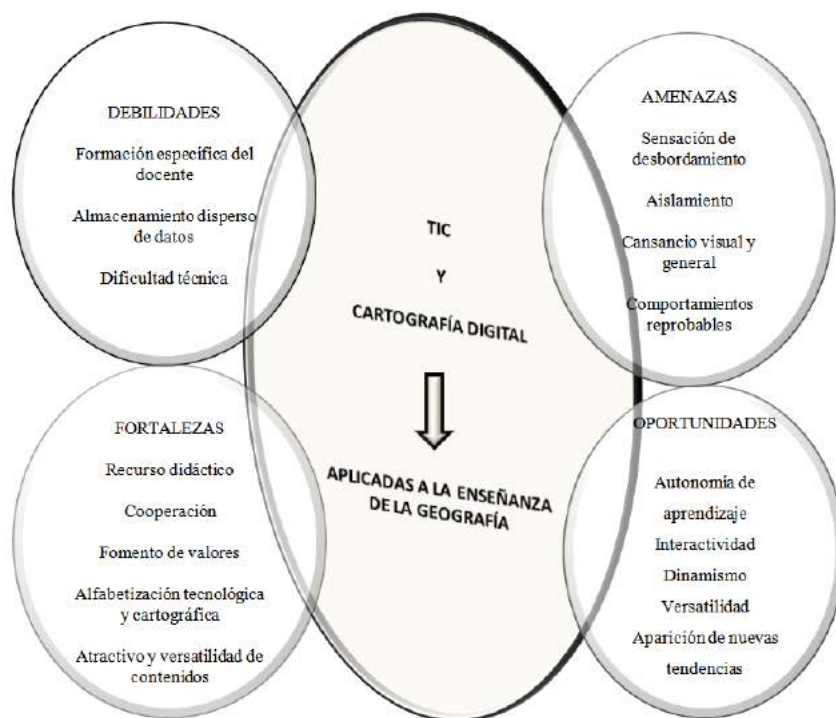 DEBILIDADES
Formación específica del
docente
Almacenamiento disperso
de datos
Dificultad técnica
TIC
Y
CARTOGRAFÍA DIGITAL
APLICADAS A LA ENSEÑANZA
DE LA GEOGRAFÍA
AMENAZAS
Sensación de
desbordamiento
Aislamiento
Cansancio visual y
general
Comportamientos
reprobables
FORTALEZAS
Recurso didáctico
Cooperación
Fomento de valores
Alfabetización tecnológica
y cartográfica
Atractivo y versatilidad de
contenidos
OPORTUNIDADES
Autonomía de
aprendizaje
Interactividad
Dinamismo
Versatilidad
Aparición de nuevas
tendencias